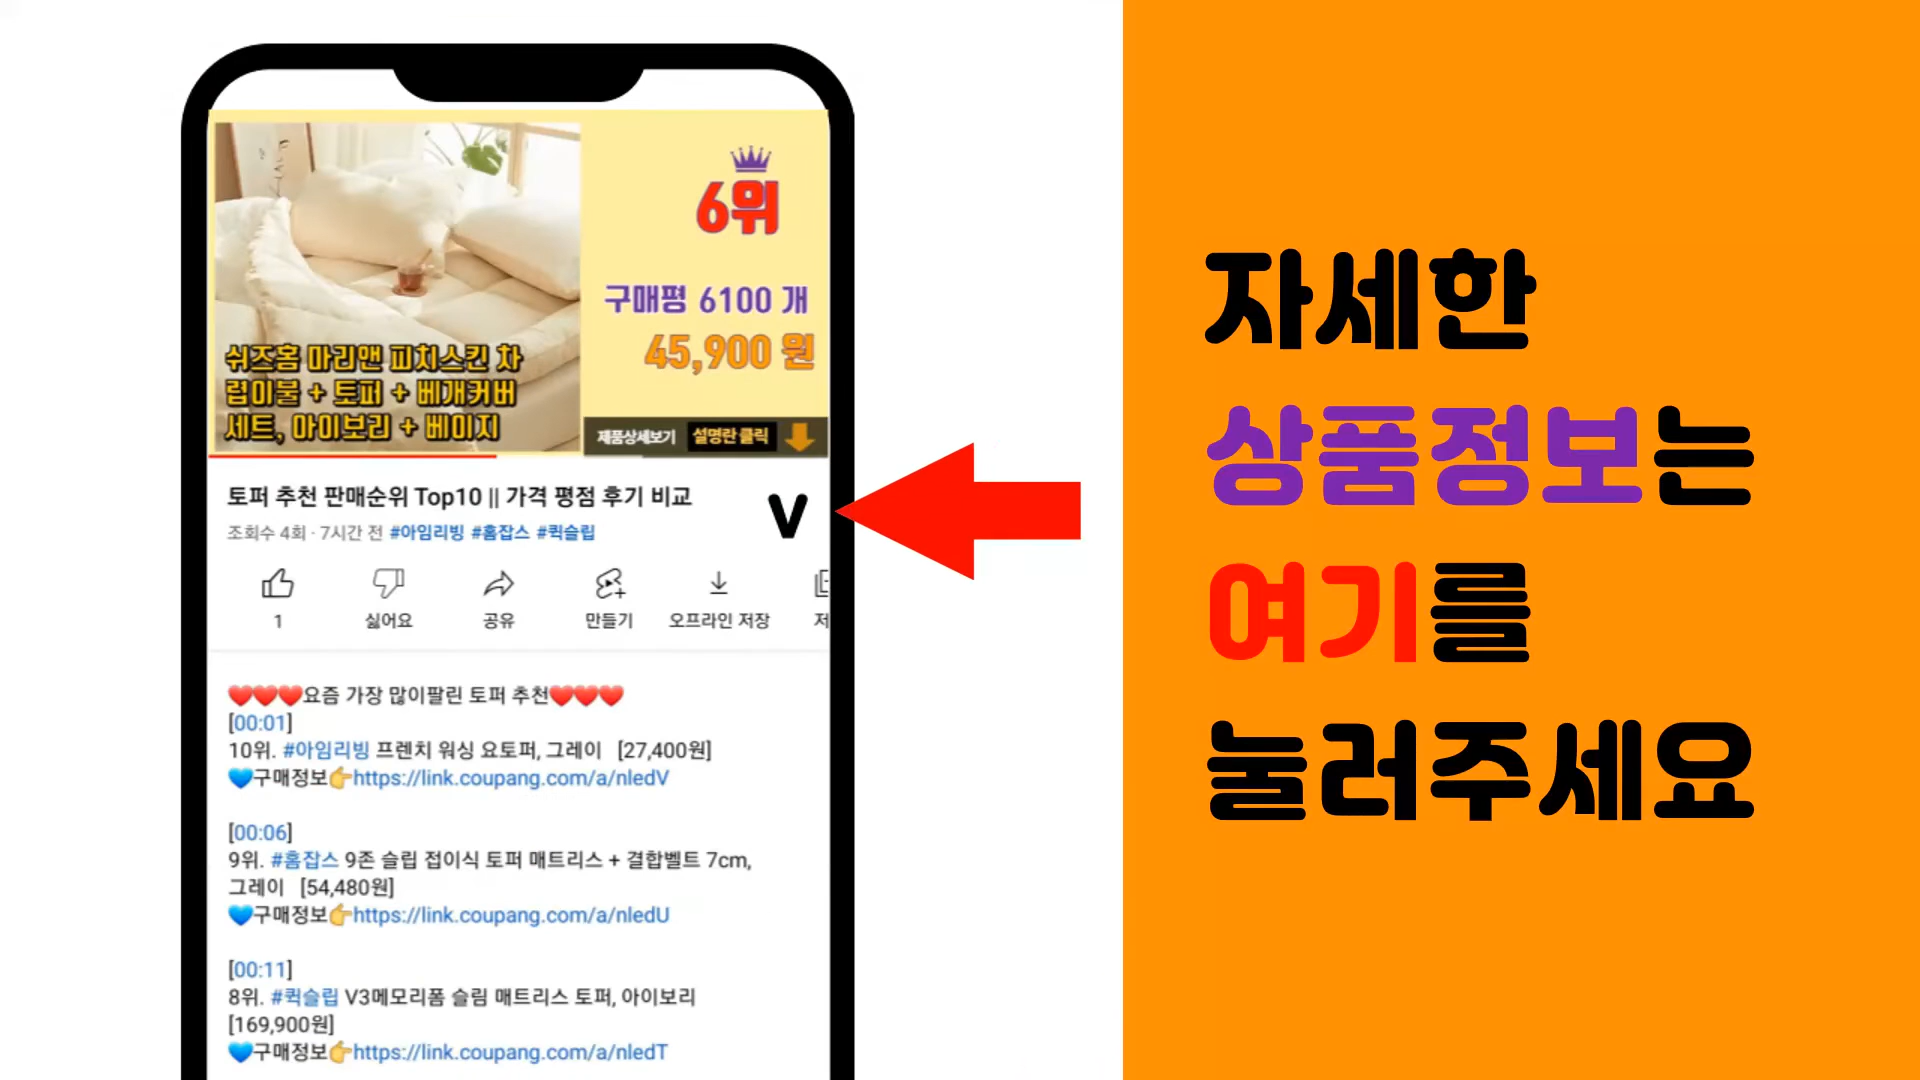 6위
구매평 6100 개
45,900 원
쉬즈홈 마리앤 피치스킨 차
렵이불 + 토퍼 + 베개커버
세트, 아이보리 + 베이지
제품상세보기 설명란 클릭
토퍼 추천 판매순위 Top10 || 가격 평점 후기 비교
V
조회수 4회 · 7시간 전 #아임리빙 #홈잡스 #퀵슬립
1 싫어요 공유 만들기 오프라인 저장 저
❤❤❤요즘 가장 많이팔린 토퍼 추천❤❤❤
[00:01]
10위. #아임리빙 프렌치 워싱 요토퍼, 그레이 [27,400원]
💙구매정보👉https://link.coupang.com/a/nledV
[00:06]
9위. #홈잡스 9존 슬립 접이식 토퍼 매트리스 + 결합벨트 7cm,
그레이 [54,480원]
💙구매정보👉https://link.coupang.com/a/nledU
[00:11]
8위. #퀵슬립 V3메모리폼 슬림 매트리스 토퍼, 아이보리
[169,900원]
💙구매정보👉https://link.coupang.com/a/nledT
자세한
상품정보는
여기를
눌러주세요